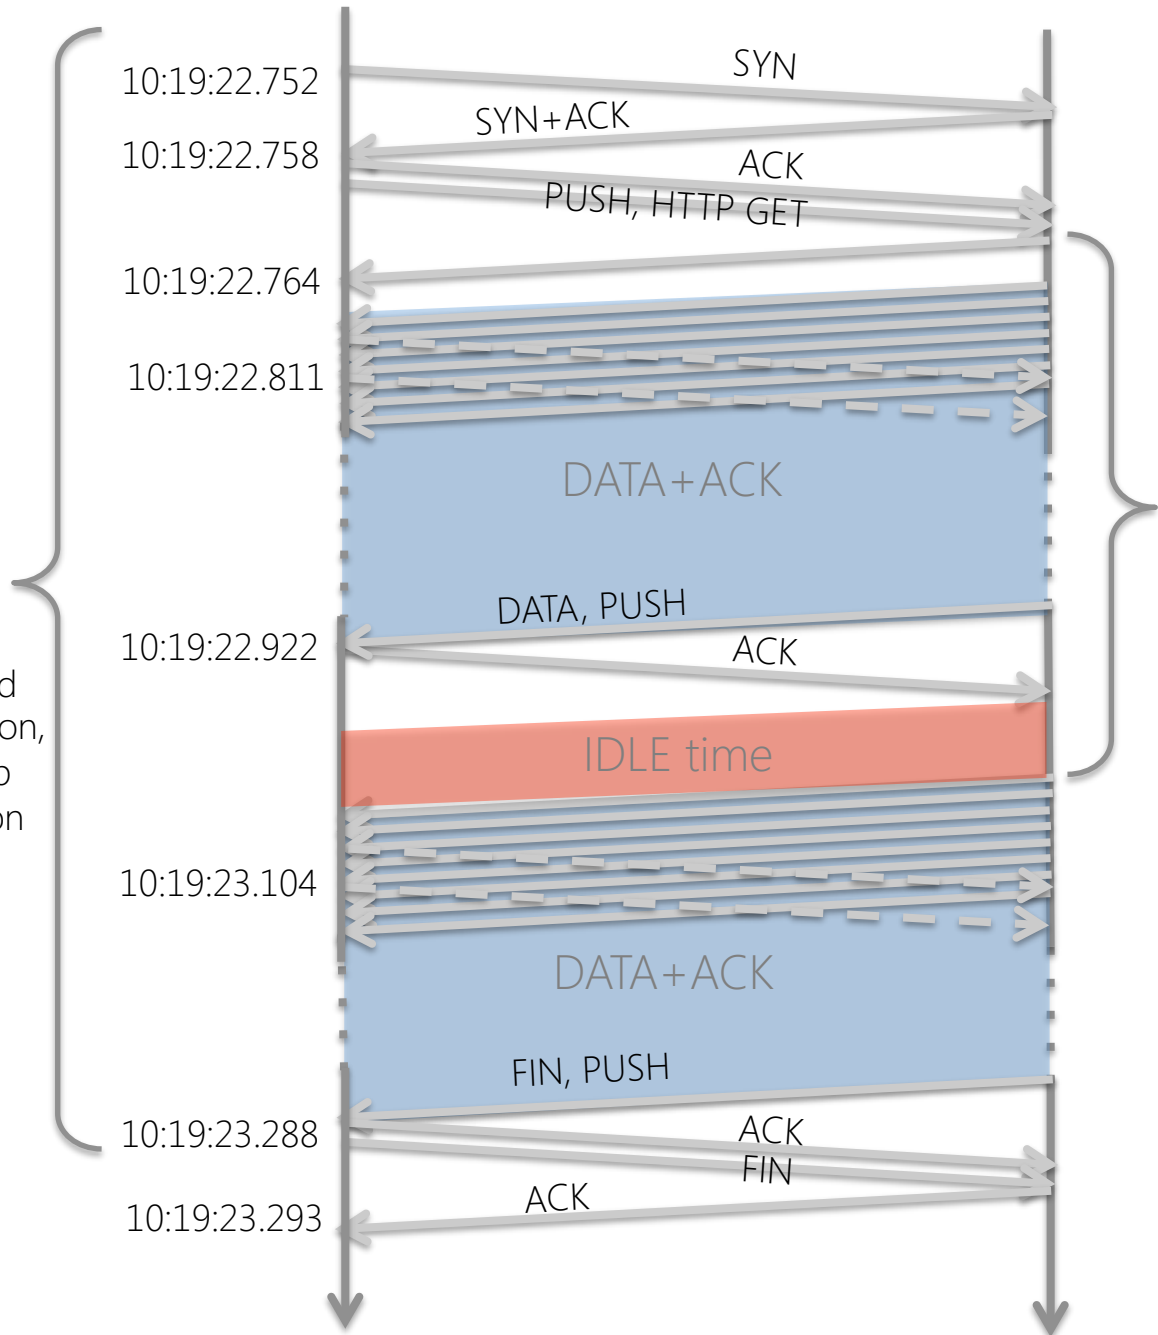 SYN
10:19:22.752
SYN+ACK
10:19:22.758
ACK
PUSH, HTTP GET
10:19:22.764
10:19:22.811
DATA+ACK
DATA, PUSH
10:19:22.922
ACK
IDLE time
10:19:23.104
DATA+ACK
FIN, PUSH
10:19:23.288
ACK
FIN
ACK
10:19:23.293